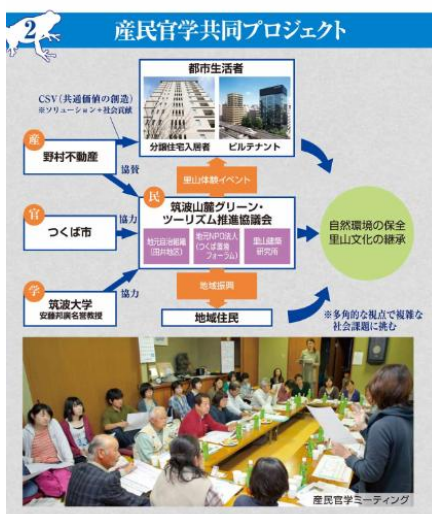 2
産民官学共同プロジェクト
都市生活者
分譲住宅入居者
ビルテナント
CSV(共通価値の創造)
※ソリューション+社会貢献
産
野村不動産
協賛
里山体験イベント
民
筑波山麓グリーン・
ツーリズム推進協議会
地元自治組織
(田井地区)
地元NPO法人
(つくば環境
フォーラム)
里山建築
研究所
官
つくば市
協力
学
筑波大学
安藤邦廣名誉教授
協力
地域振興
地域住民
自然環境の保全
里山文化の継承
※多角的な視点で複雑な
社会課題に挑む
産民官学ミーティング